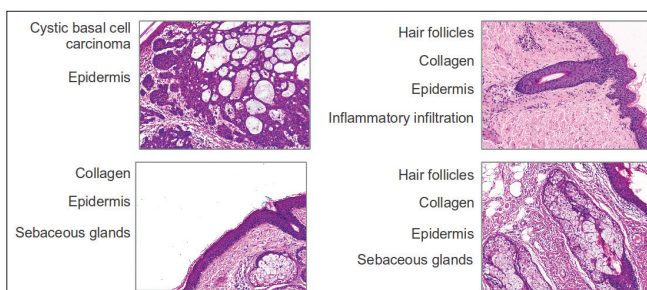 Cystic basal cell
carcinoma
Epidermis
Hair follicles
Collagen
Epidermis
Inflammatory infiltration
Collagen
Epidermis
Sebaceous glands
Hair follicles
Collagen
Epidermis
Sebaceous glands